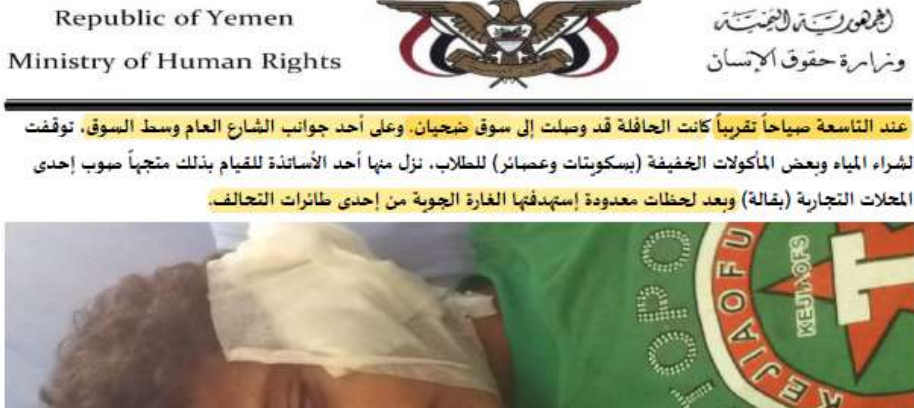 Republic of Yemen
Ministry of Human Rights
الجمهورية اليمنية
وزارة حقوق الإنسان
عند التاسعة صباحاً تقريباً كانت الحافلة قد وصلت إلى سوق ضحيان، وعلى أحد جوانب الشارع العام وسط السوق، توقفت
لشراء المياه وبعض المأكولات الخفيفة (بسكويتات وعصائر) للطلاب، نزل منها أحد الأساتذة للقيام بذلك متجهاً صوب إحدى
المحلات التجارية (بقالة) وبعد لحظات معدودة إستهدفتها الغارة الجوية من إحدى طائرات التحالف.
KEJIAOFS
KEJIAOFU